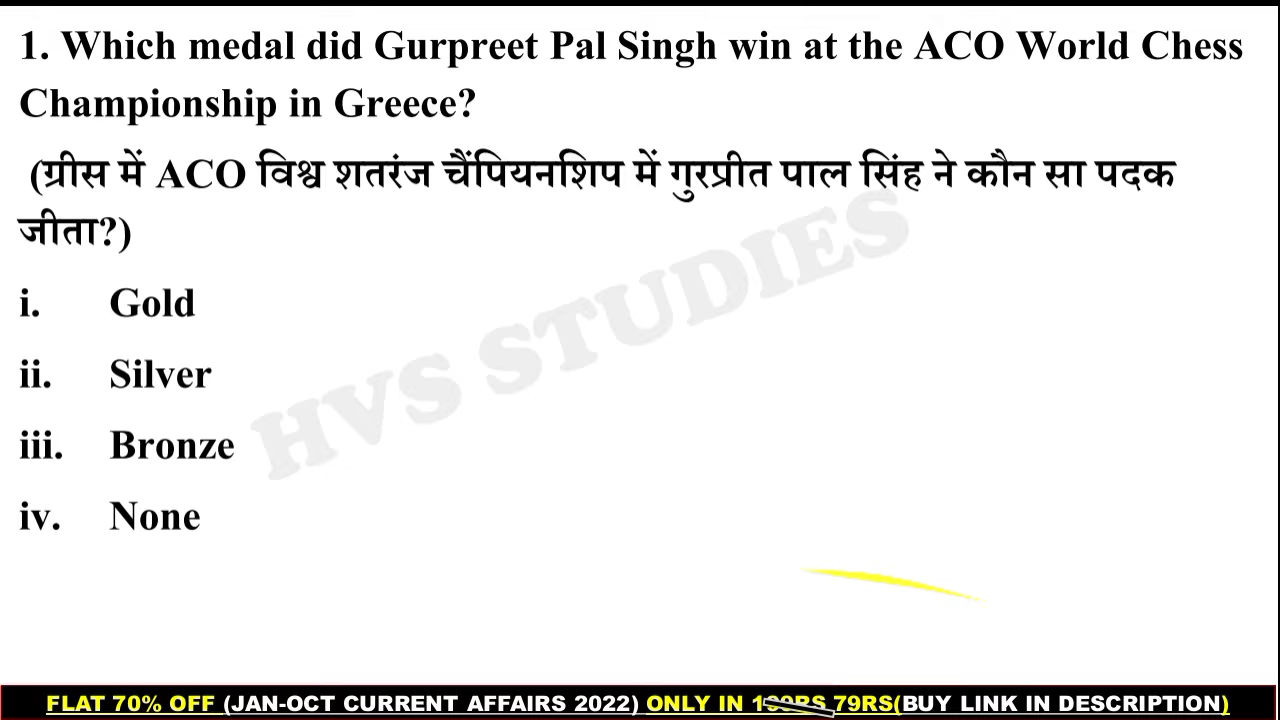 1. Which medal did Gurpreet Pal Singh win at the ACO World Chess
Championship in Greece?
(ग्रीस में ACO विश्व शतरंज चैंपियनशिप में गुरप्रीत पाल सिंह ने कौन सा पदक
जीता?)
HVS STUDIES
i. Gold
ii. Silver
iii. Bronze
iv. None
FLAT 70% OFF (JAN-OCT CURRENT AFFAIRS 2022) ONLY IN 79RS(BUY LINK IN DESCRIPTION)